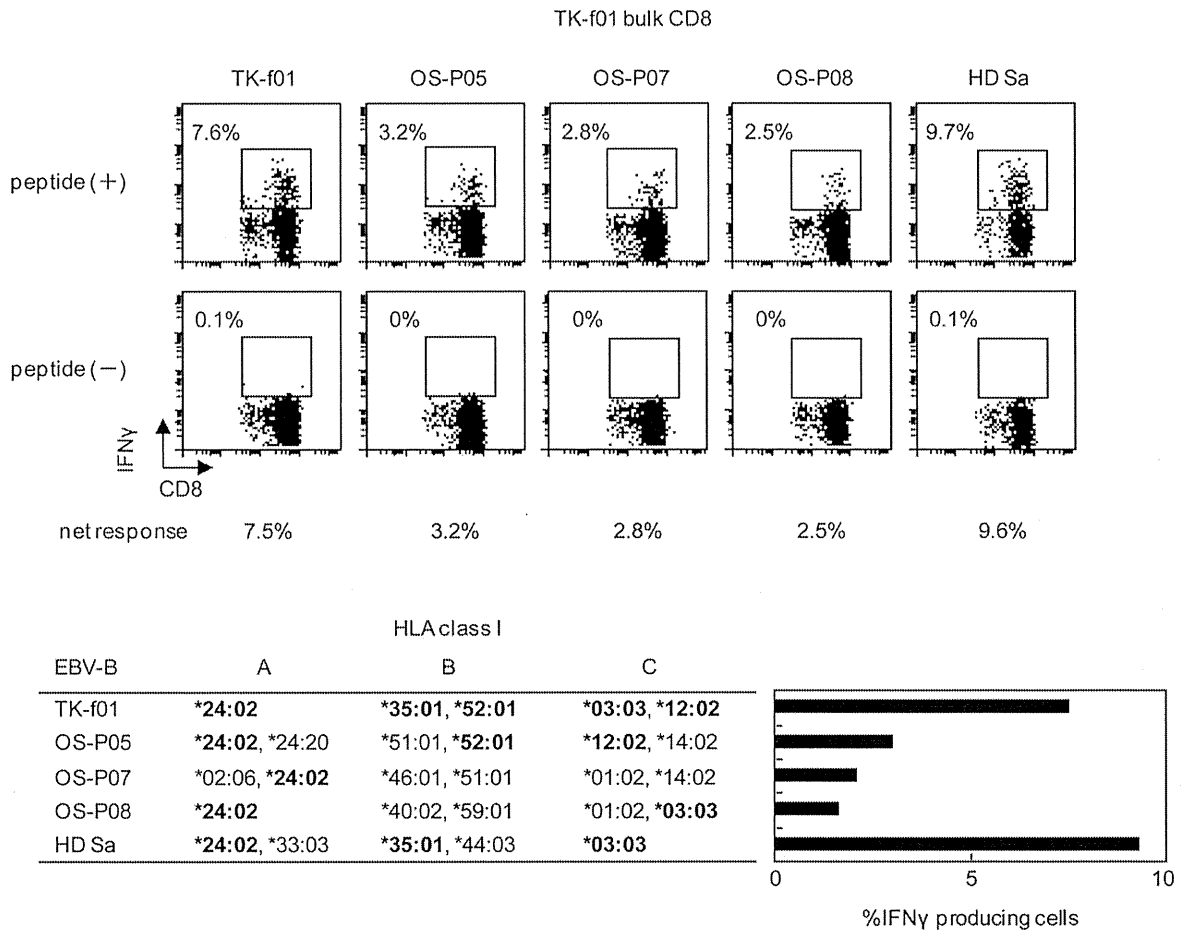 TK-f01 bulk CD8
TK-f01 OS-P05 OS-P07 OS-P08 HD Sa
peptide (+) 7.6% 3.2% 2.8% 2.5% 9.7%
peptide (−) 0.1% 0% 0% 0% 0.1%
IFNγ
CD8
net response 7.5% 3.2% 2.8% 2.5% 9.6%
HLA class I
EBV-B A B C
TK-f01 *24:02 *35:01, *52:01 *03:03, *12:02
OS-P05 *24:02, *24:20 *51:01, *52:01 *12:02, *14:02
OS-P07 *02:06, *24:02 *46:01, *51:01 *01:02, *14:02
OS-P08 *24:02 *40:02, *59:01 *01:02, *03:03
HD Sa *24:02, *33:03 *35:01, *44:03 *03:03
0 5 10
%IFNγ producing cells